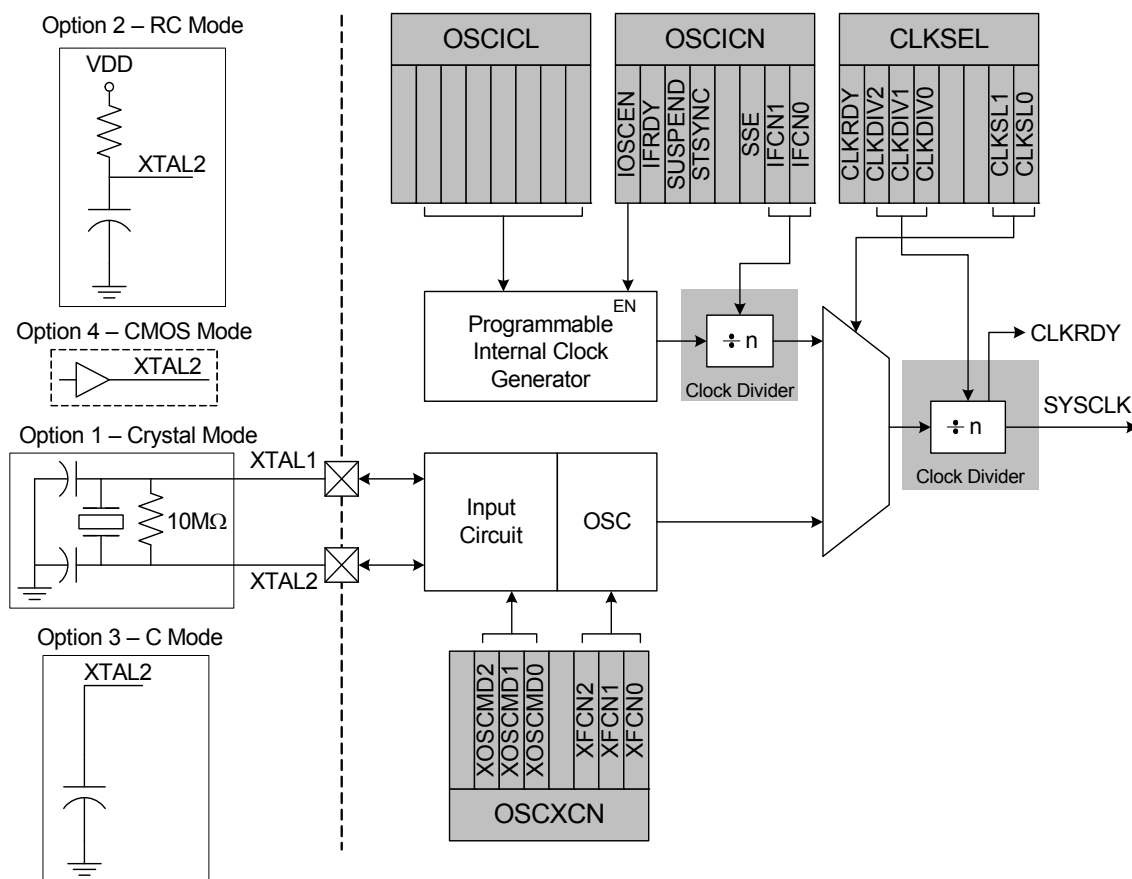 Option 2 – RC Mode
VDD
XTAL2
Option 4 – CMOS Mode
XTAL2
Option 1 – Crystal Mode
XTAL1
10MΩ
XTAL2
Option 3 – C Mode
XTAL2
OSCICL
OSCICN
IOSCEN
IFRDY
SUSPEND
STSYNC
SSE
IFCN1
IFCN0
CLKSEL
CLKRDY
CLKDIV2
CLKDIV1
CLKDIV0
CLKSL1
CLKSL0
EN
Programmable
Internal Clock
Generator
÷ n
Clock Divider
CLKRDY
÷ n
SYSCLK
Clock Divider
Input
Circuit
OSC
XOSCMD2
XOSCMD1
XOSCMD0
XFCN2
XFCN1
XFCN0
OSCXCN